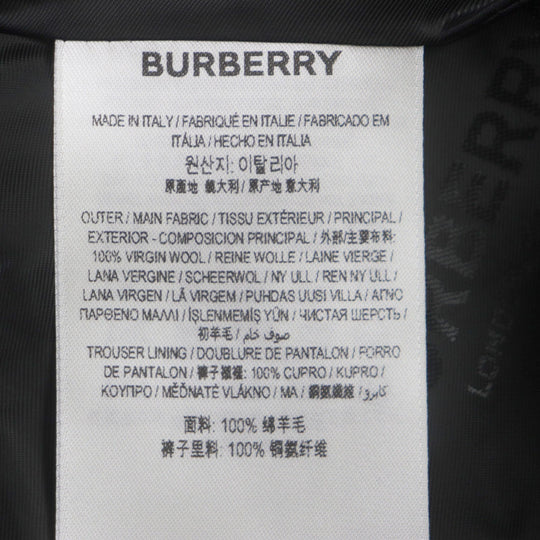 BURBERRY
MADE IN ITALY / FABRIQUÉ EN ITALIE / FABRICADO EM
ITÁLIA / HECHO EN ITALIA
원산지: 이탈리아
原產地 義大利 / 原产地 意大利
OUTER / MAIN FABRIC / TISSU EXTÉRIEUR / PRINCIPAL /
EXTERIOR - COMPOSICION PRINCIPAL / 外部/主要布料:
100% VIRGIN WOOL / REINE WOLLE / LAINE VIERGE /
LANA VERGINE / SCHEERWOL / NY ULL / REN NY ULL /
LANA VIRGEN / LÃ VIRGEM / PUHDAS UUSI VILLA / ΑΓΝΟ
ΠΑΡΘΕΝΟ ΜΑΛΛΙ / İŞLENMEMİŞ YÜN / ЧИСТАЯ ШЕРСТЬ /
初羊毛 / صوف خام
TROUSER LINING / DOUBLURE DE PANTALON / FORRO
DE PANTALON / 褲子襯裡: 100% CUPRO / KUPRO /
ΚΟΥΠΡΟ / MĚĎNATÉ VLÁKNO / МА / 銅氨纖維 / كابرو
面料: 100% 绵羊毛
裤子里料: 100% 铜氨纤维
BERRY
LOND